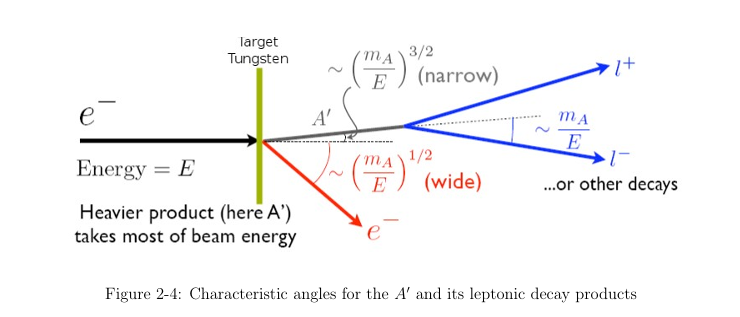 larget
Tungsten
~ (m_A/E)^{3/2} (narrow)
l^+
e^-
A'
~ m_A/E
Energy = E
~ (m_A/E)^{1/2} (wide)
l^-
...or other decays
Heavier product (here A')
takes most of beam energy
e^-
Figure 2-4: Characteristic angles for the A' and its leptonic decay products